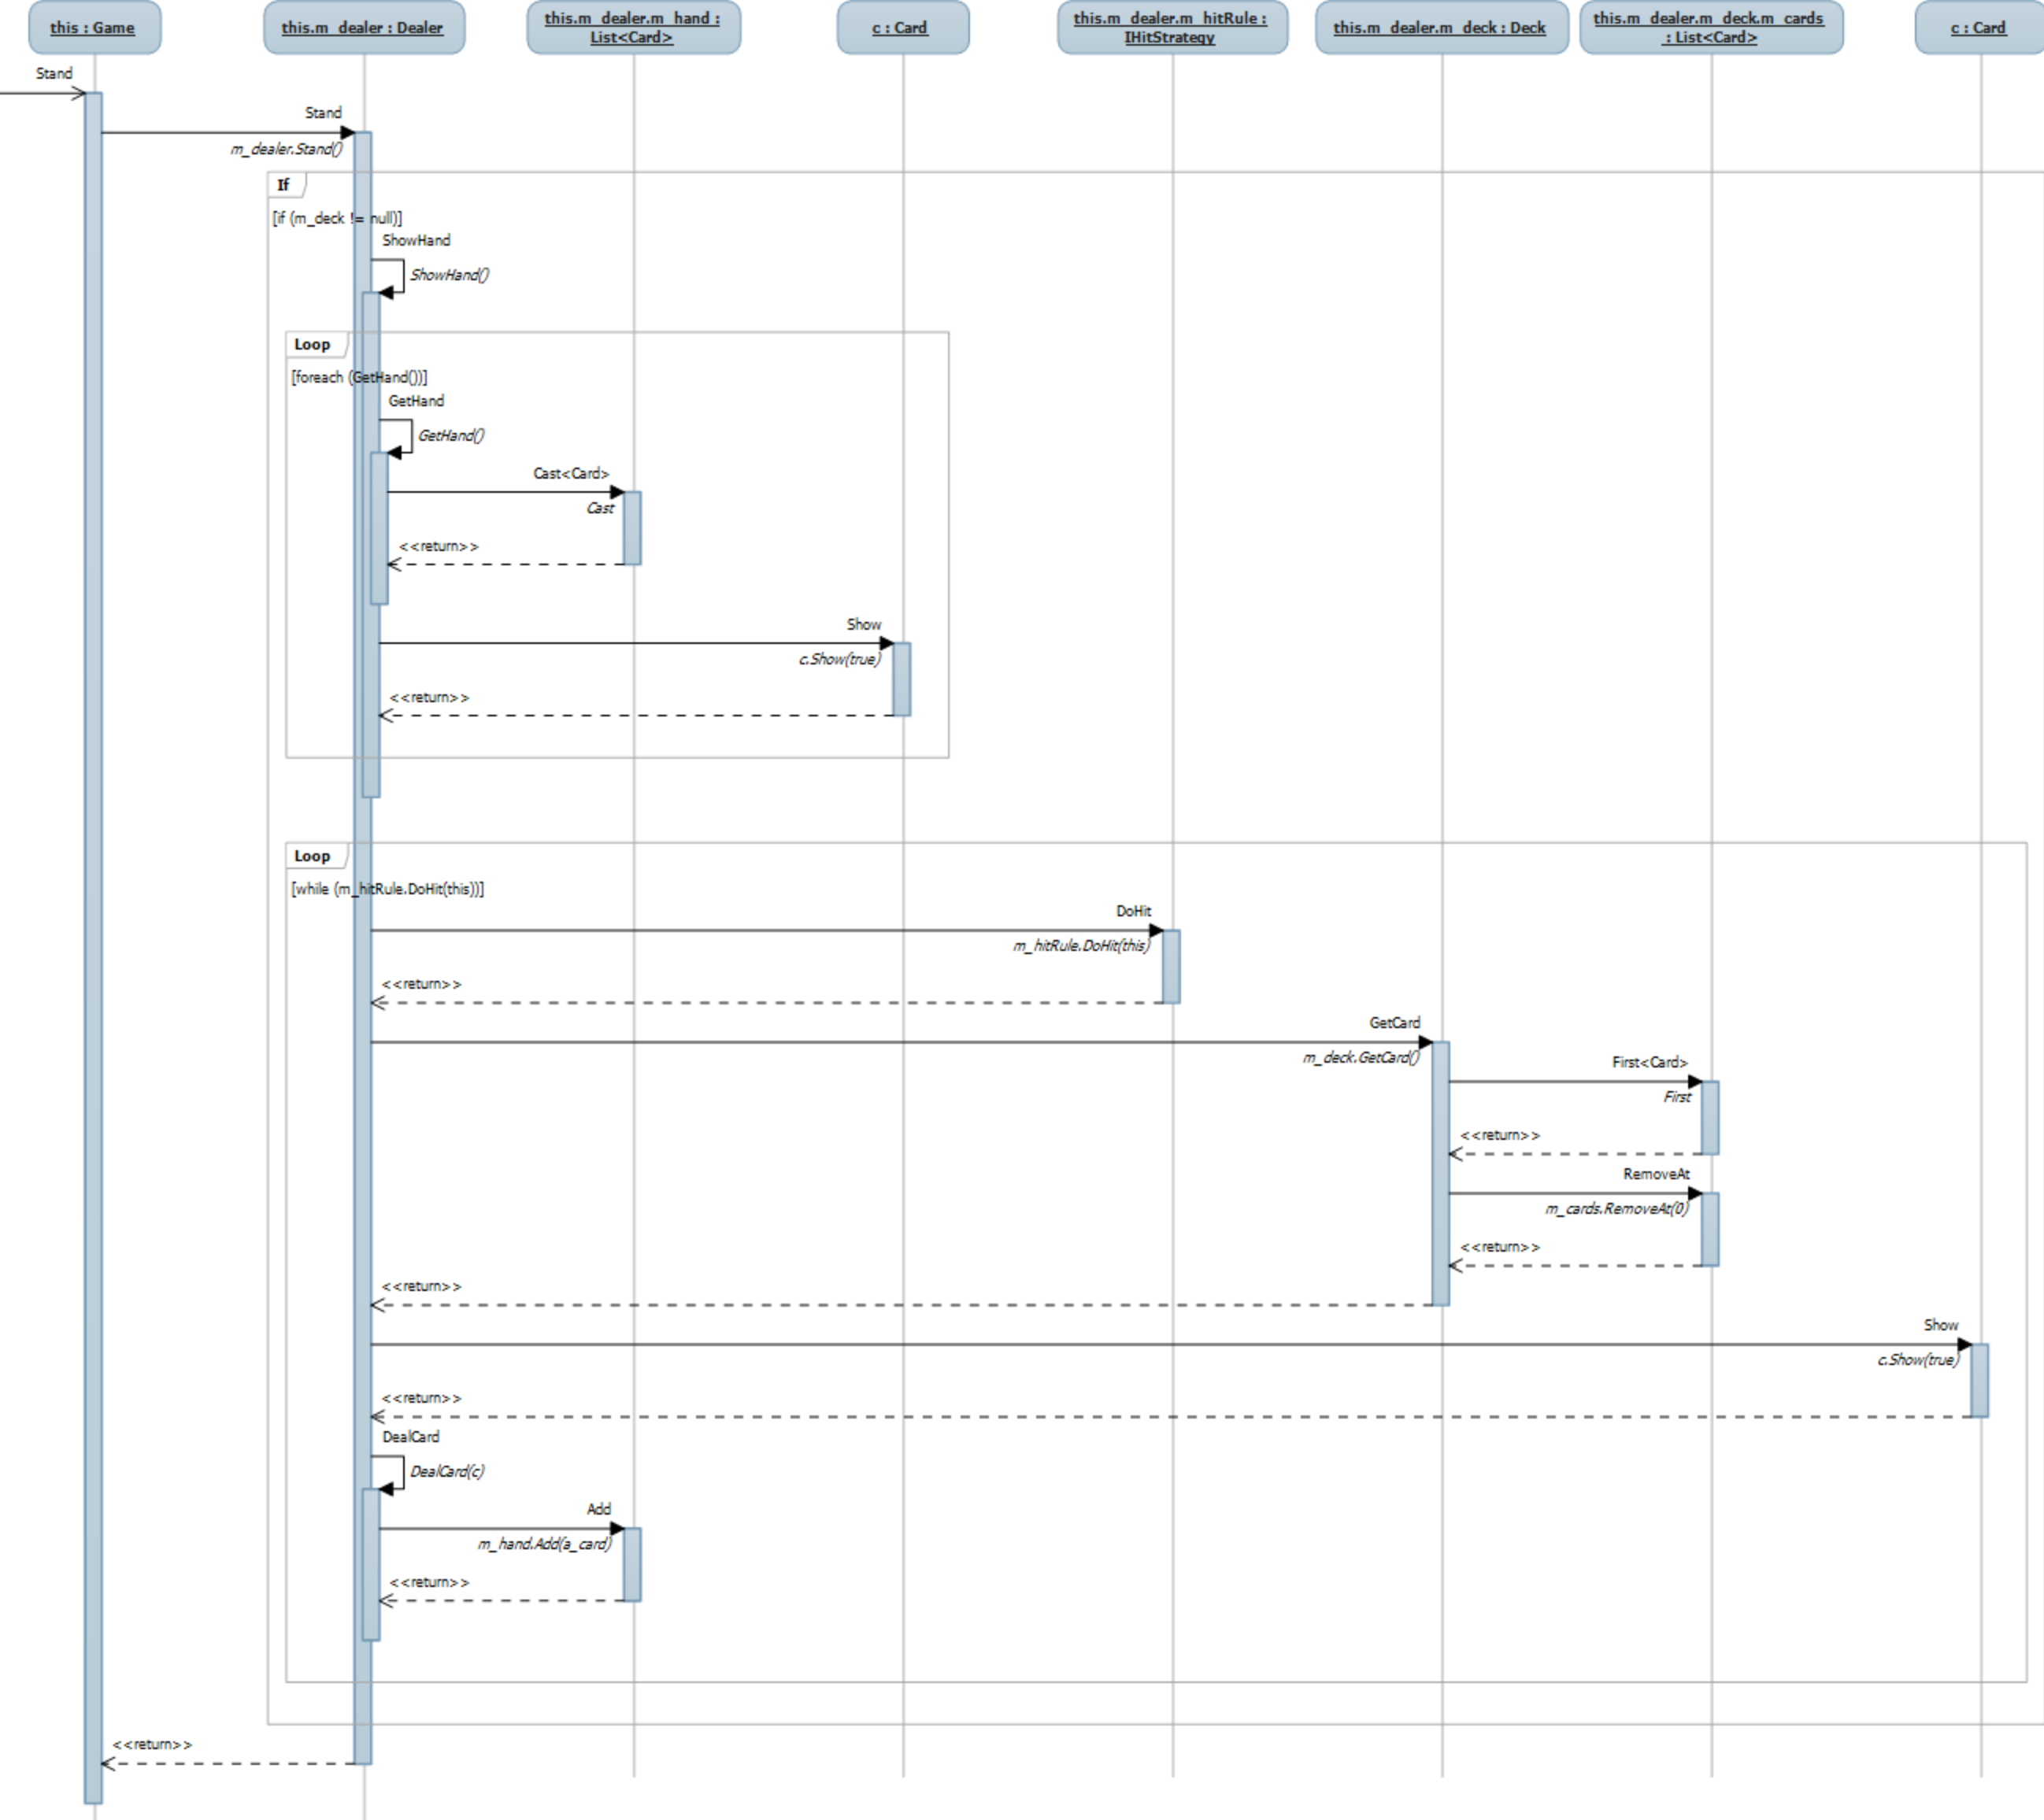 this : Game
this.m_dealer : Dealer
this.m_dealer.m_hand :
List<Card>
c : Card
this.m_dealer.m_hitRule :
IHitStrategy
this.m_dealer.m_deck : Deck
this.m_dealer.m_deck.m_cards
: List<Card>
c : Card
Stand
Stand
m_dealer.Stand()
If
[if (m_deck != null)]
ShowHand
ShowHand()
Loop
[foreach (GetHand())]
GetHand
GetHand()
Cast<Card>
Cast
<<return>>
Show
c.Show(true)
<<return>>
Loop
[while (m_hitRule.DoHit(this))]
DoHit
m_hitRule.DoHit(this)
<<return>>
GetCard
m_deck.GetCard()
First<Card>
First
<<return>>
RemoveAt
m_cards.RemoveAt(0)
<<return>>
<<return>>
Show
c.Show(true)
<<return>>
DealCard
DealCard(c)
Add
m_hand.Add(a_card)
<<return>>
<<return>>